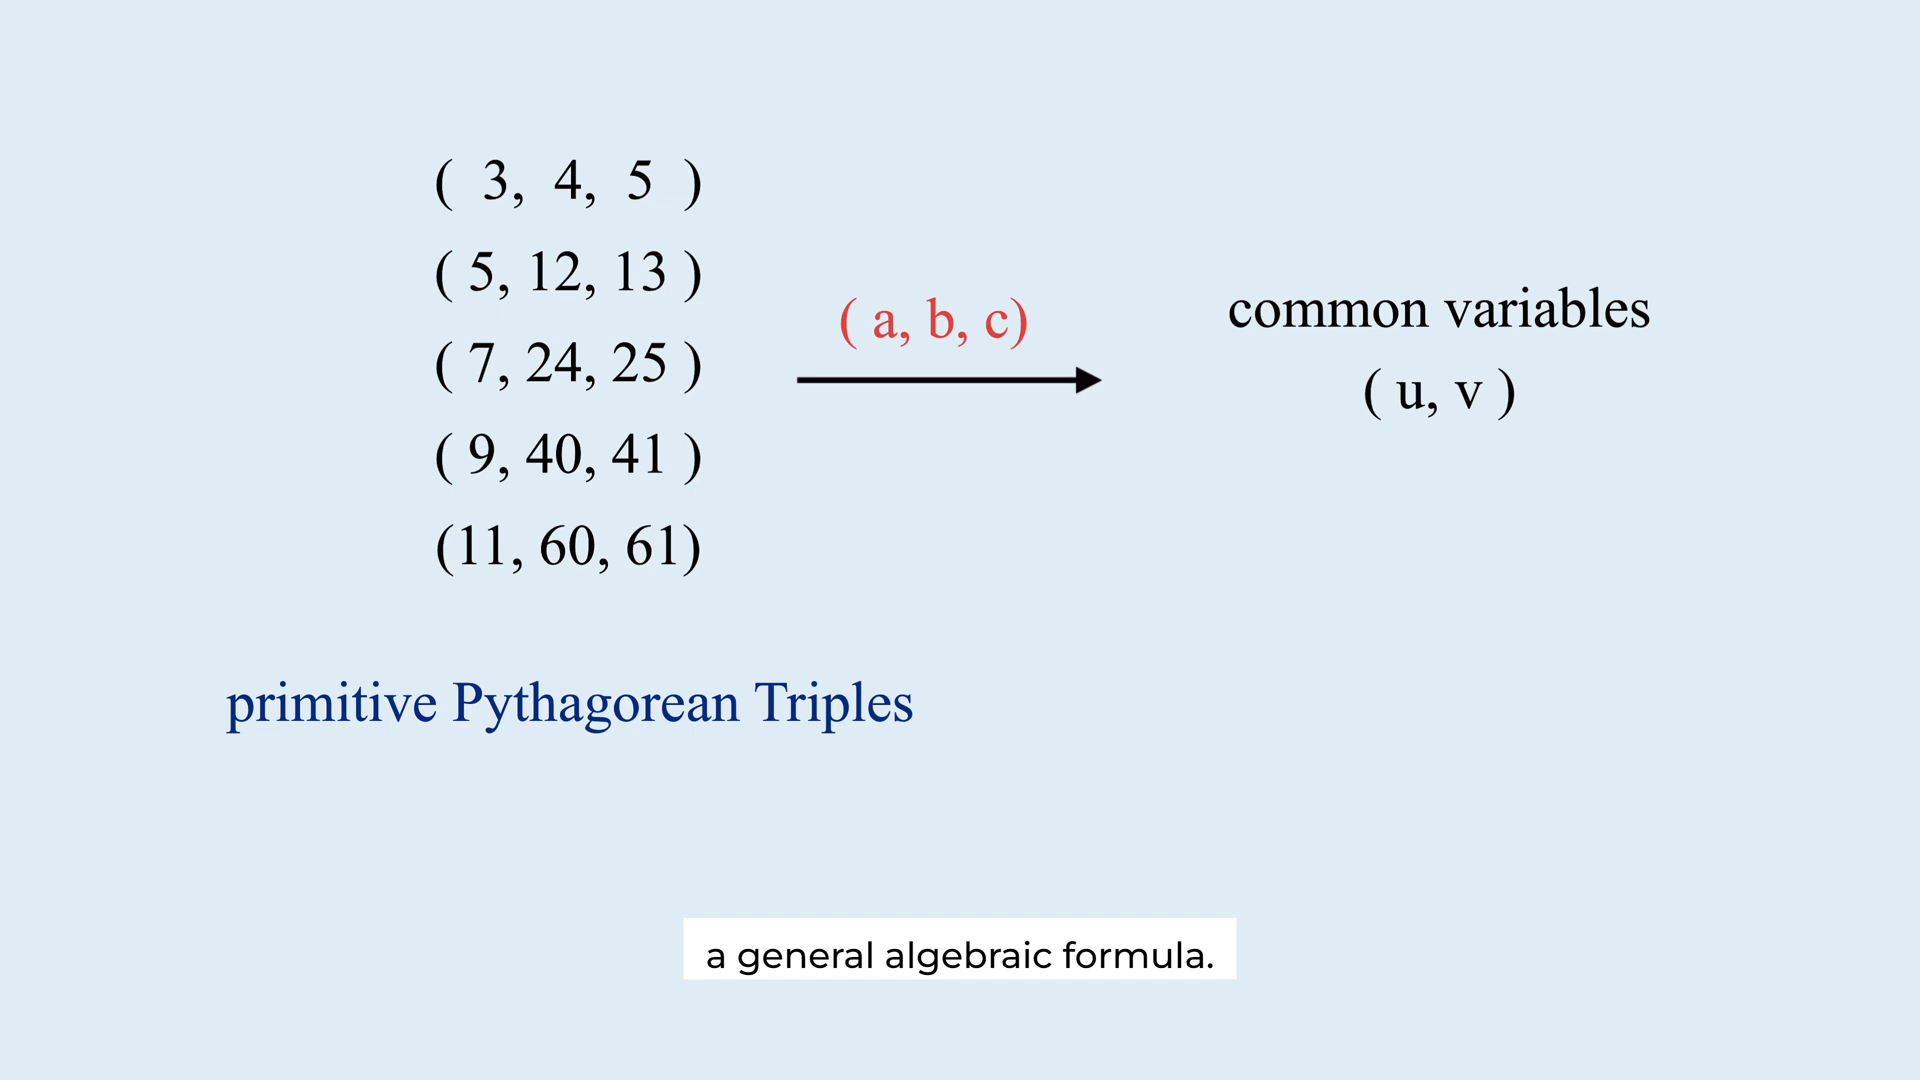 ( 3, 4, 5 )
( 5, 12, 13 )
( 7, 24, 25 )
( 9, 40, 41 )
(11, 60, 61)
( a, b, c)
common variables
( u, v )
primitive Pythagorean Triples
a general algebraic formula.